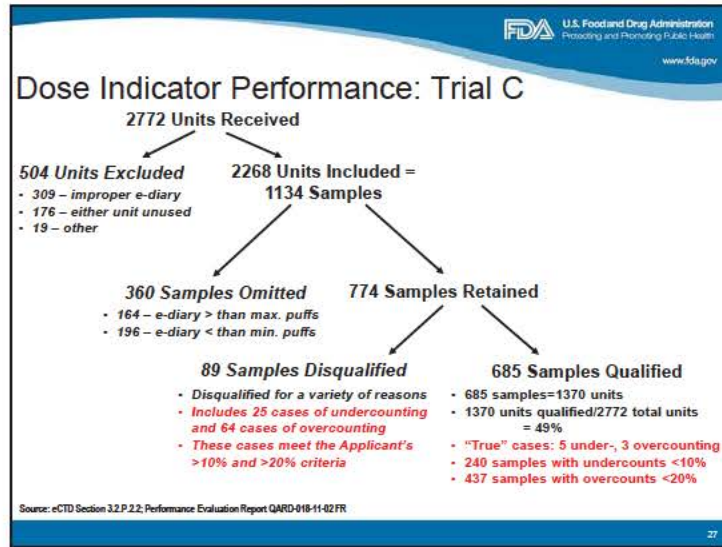 FDA U.S. Food and Drug Administration
Protecting and Promoting Public Health
www.fda.gov
Dose Indicator Performance: Trial C
2772 Units Received
504 Units Excluded
• 309 – improper e-diary
• 176 – either unit unused
• 19 – other
2268 Units Included =
1134 Samples
360 Samples Omitted
• 164 – e-diary > than max. puffs
• 196 – e-diary < than min. puffs
774 Samples Retained
89 Samples Disqualified
• Disqualified for a variety of reasons
• Includes 25 cases of undercounting
and 64 cases of overcounting
• These cases meet the Applicant's
>10% and >20% criteria
685 Samples Qualified
• 685 samples=1370 units
• 1370 units qualified/2772 total units
= 49%
• "True" cases: 5 under-, 3 overcounting
• 240 samples with undercounts <10%
• 437 samples with overcounts <20%
Source: eCTD Section 3.2.P.2.2; Performance Evaluation Report QARD-018-11-02 FR
27